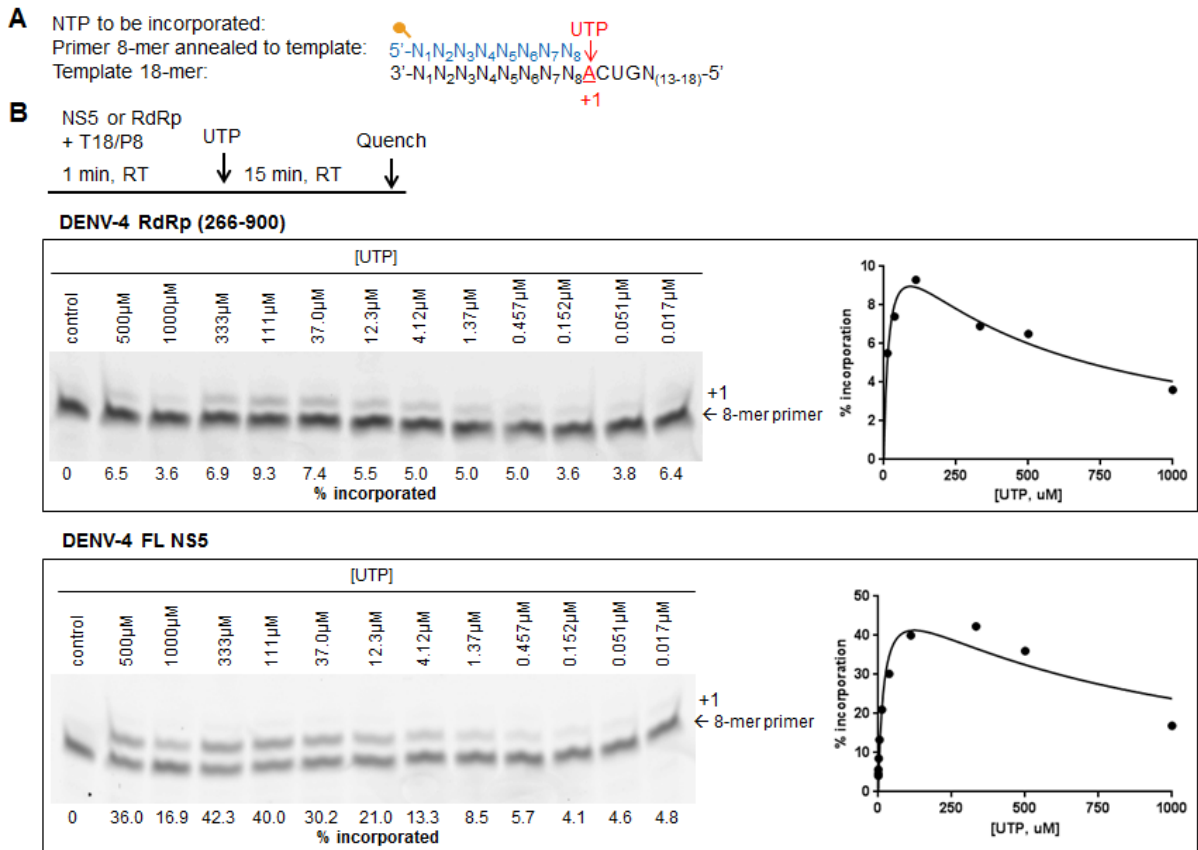 A
NTP to be incorporated: UTP
Primer 8-mer annealed to template: 5'-N1N2N3N4N5N6N7N8
Template 18-mer: 3'-N1N2N3N4N5N6N7N8ACUGN(13-18)-5'
+1
B
NS5 or RdRp
+ T18/P8 UTP Quench
1 min, RT 15 min, RT
DENV-4 RdRp (266-900)
[UTP]
control 500µM 1000µM 333µM 111µM 37.0µM 12.3µM 4.12µM 1.37µM 0.457µM 0.152µM 0.051µM 0.017µM
+1
← 8-mer primer
0 6.5 3.6 6.9 9.3 7.4 5.5 5.0 5.0 5.0 3.6 3.8 6.4
% incorporated
% incorporation
10
8
6
4
2
0
0 250 500 750 1000
[UTP, uM]
DENV-4 FL NS5
[UTP]
control 500µM 1000µM 333µM 111µM 37.0µM 12.3µM 4.12µM 1.37µM 0.457µM 0.152µM 0.051µM 0.017µM
+1
← 8-mer primer
0 36.0 16.9 42.3 40.0 30.2 21.0 13.3 8.5 5.7 4.1 4.6 4.8
% incorporated
% incorporation
50
40
30
20
10
0
0 250 500 750 1000
[UTP, uM]